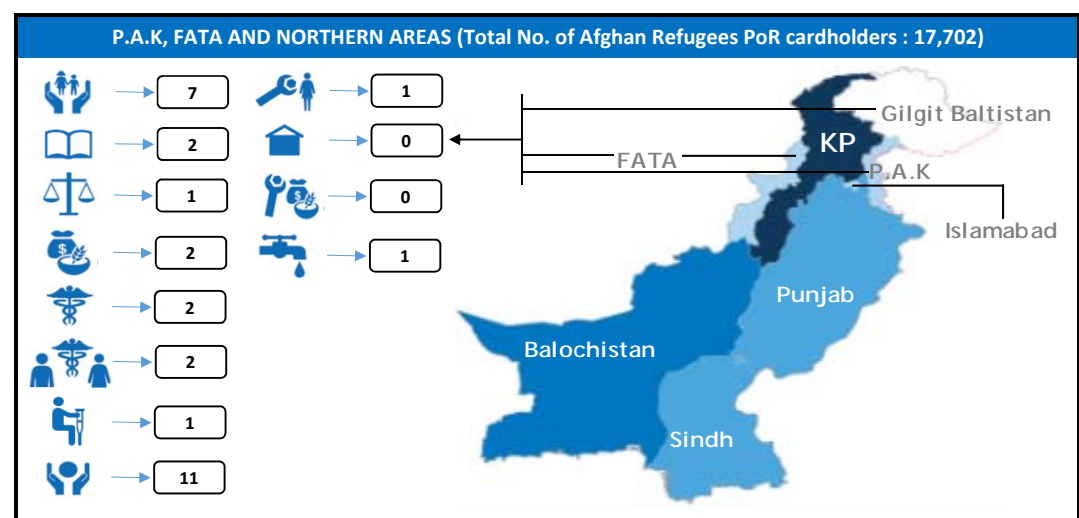 P.A.K, FATA AND NORTHERN AREAS (Total No. of Afghan Refugees PoR cardholders : 17,702)
7
1
2
0
1
0
2
1
2
2
1
11
Gilgit Baltistan
KP
FATA
P.A.K
Islamabad
Punjab
Balochistan
Sindh
$
$